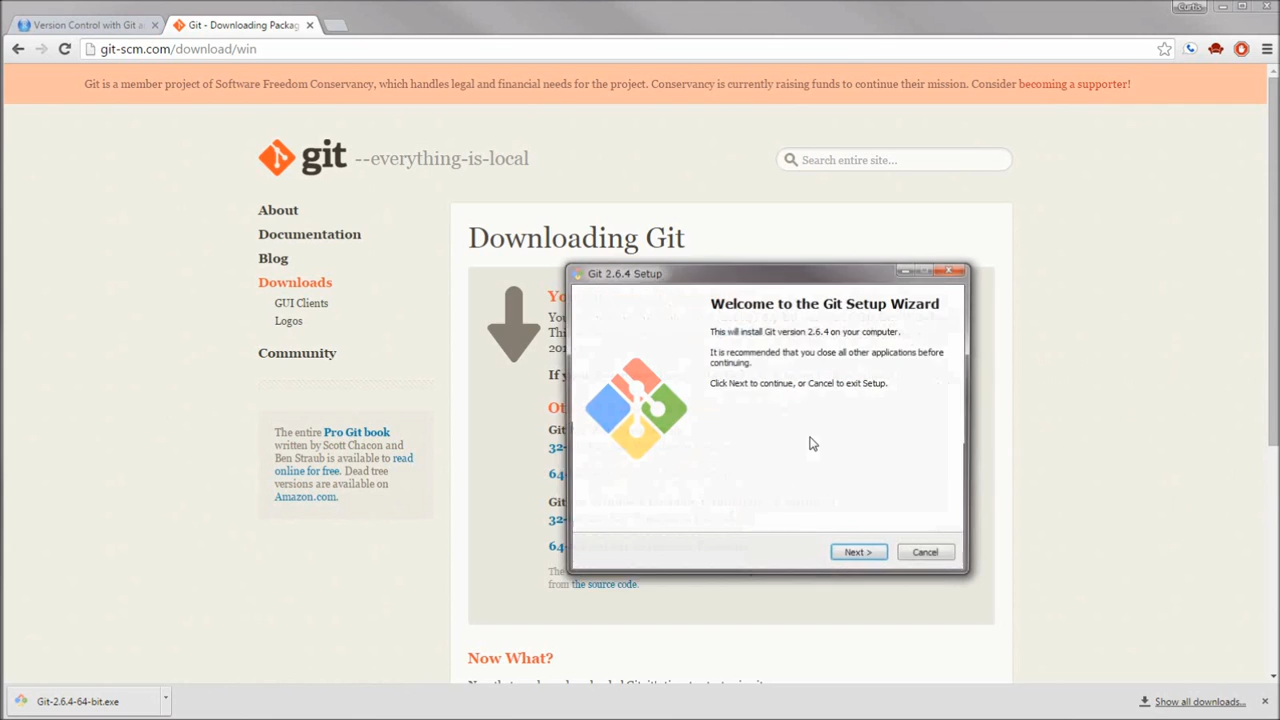 Curtis
Version Control with Git a
Git - Downloading Packag
git-scm.com/download/win
Git is a member project of Software Freedom Conservancy, which handles legal and financial needs for the project. Conservancy is currently raising funds to continue their mission. Consider becoming a supporter!
git --everything-is-local
Search entire site...
About
Documentation
Blog
Downloads
GUI Clients
Logos
Community
The entire Pro Git book
written by Scott Chacon and
Ben Straub is available to read
online for free. Dead tree
versions are available on
Amazon.com.
Downloading Git
Git 2.6.4 Setup
Welcome to the Git Setup Wizard
This will install Git version 2.6.4 on your computer.
It is recommended that you close all other applications before
continuing.
Click Next to continue, or Cancel to exit Setup.
Next >
Cancel
from the source code.
Now What?
Git-2.6.4-64-bit.exe
Show all downloads...